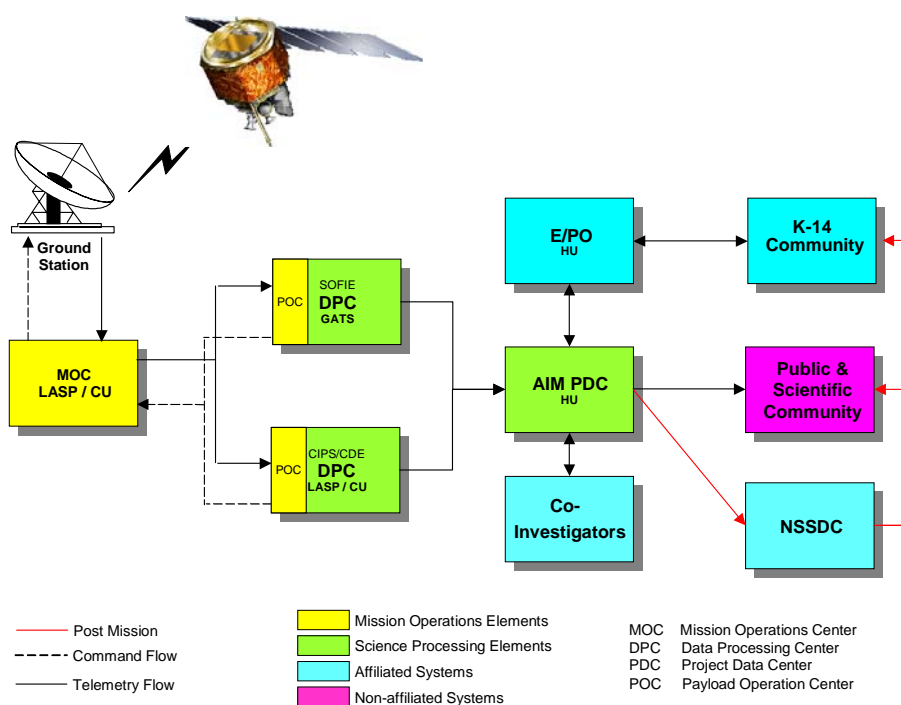 Ground
Station
MOC
LASP / CU
POC
SOFIE
DPC
GATS
POC
CIPS/CDE
DPC
LASP / CU
E/PO
HU
AIM PDC
HU
Co-
Investigators
K-14
Community
Public &
Scientific
Community
NSSDC
Post Mission
Command Flow
Telemetry Flow
Mission Operations Elements
Science Processing Elements
Affiliated Systems
Non-affiliated Systems
MOC Mission Operations Center
DPC Data Processing Center
PDC Project Data Center
POC Payload Operation Center